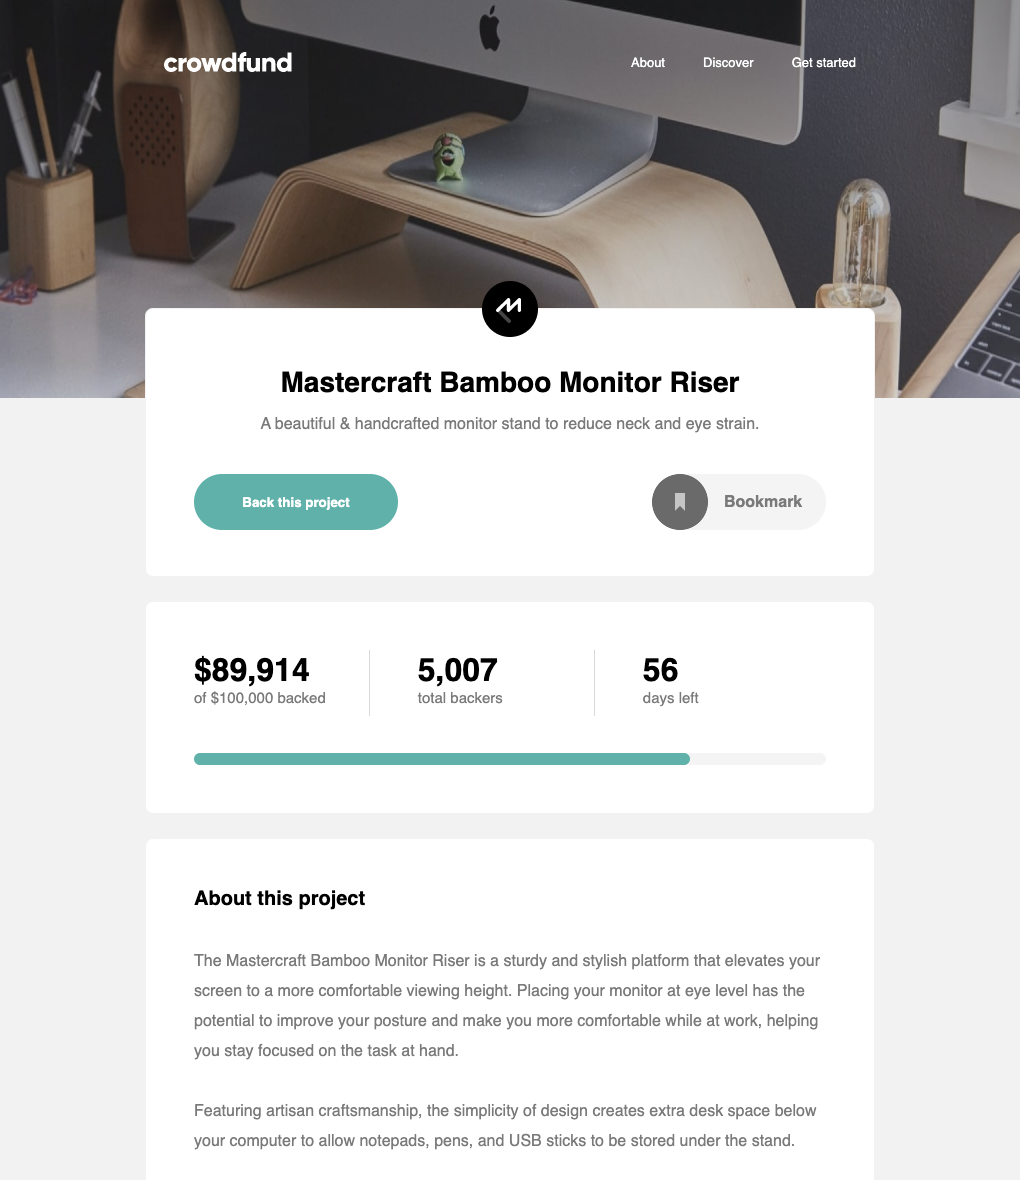 crowdfund
About
Discover
Get started
Mastercraft Bamboo Monitor Riser
A beautiful & handcrafted monitor stand to reduce neck and eye strain.
Back this project
Bookmark
$89,914
of $100,000 backed
5,007
total backers
56
days left
About this project
The Mastercraft Bamboo Monitor Riser is a sturdy and stylish platform that elevates your
screen to a more comfortable viewing height. Placing your monitor at eye level has the
potential to improve your posture and make you more comfortable while at work, helping
you stay focused on the task at hand.
Featuring artisan craftsmanship, the simplicity of design creates extra desk space below
your computer to allow notepads, pens, and USB sticks to be stored under the stand.